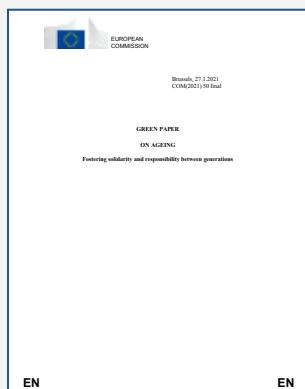 EUROPEAN
COMMISSION
Brussels, 27.1.2021
COM(2021) 50 final
GREEN PAPER
ON AGEING
Fostering solidarity and responsibility between generations
EN EN